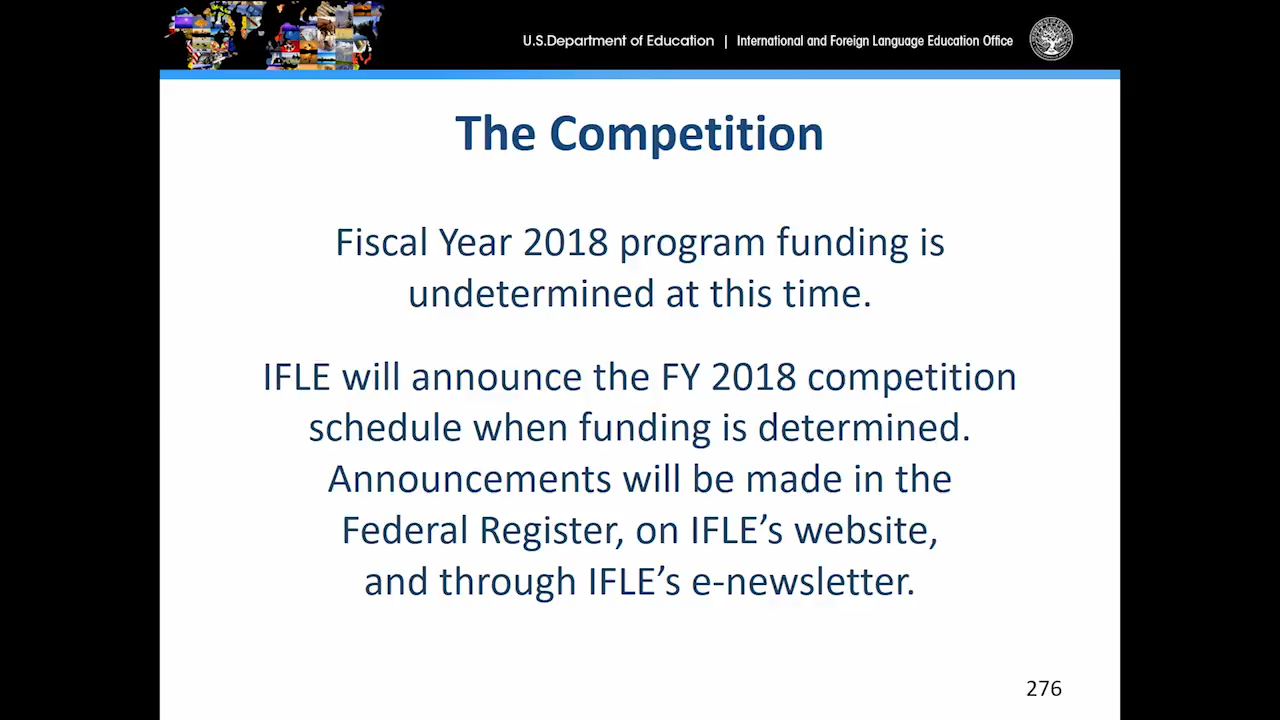 U.S.Department of Education | International and Foreign Language Education Office
The Competition
Fiscal Year 2018 program funding is
undetermined at this time.
IFLE will announce the FY 2018 competition
schedule when funding is determined.
Announcements will be made in the
Federal Register, on IFLE’s website,
and through IFLE’s e-newsletter.
276